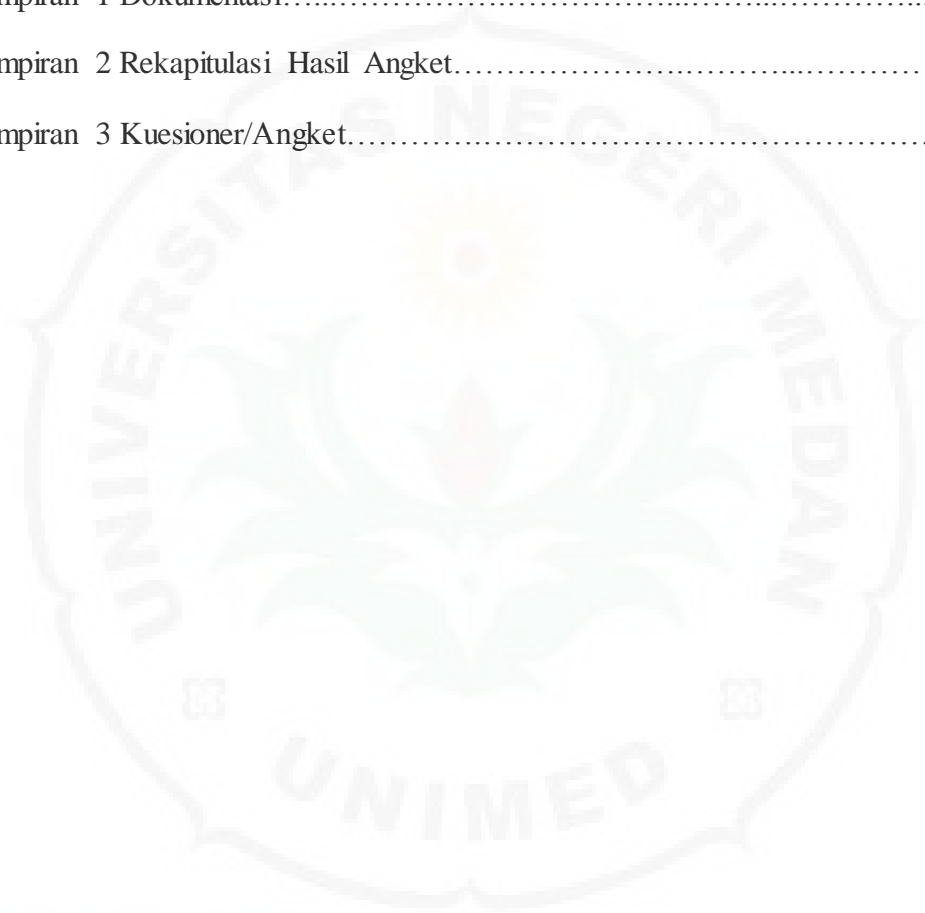 mpiran 1 Dokumentasi…..……………….……………..……..…………..
mpiran 2 Rekapitulasi Hasil Angket…………………………..…………
mpiran 3 Kuesioner/Angket………….……………………………………
UNIVERSITAS NEGERI MEDAN
UNIMED